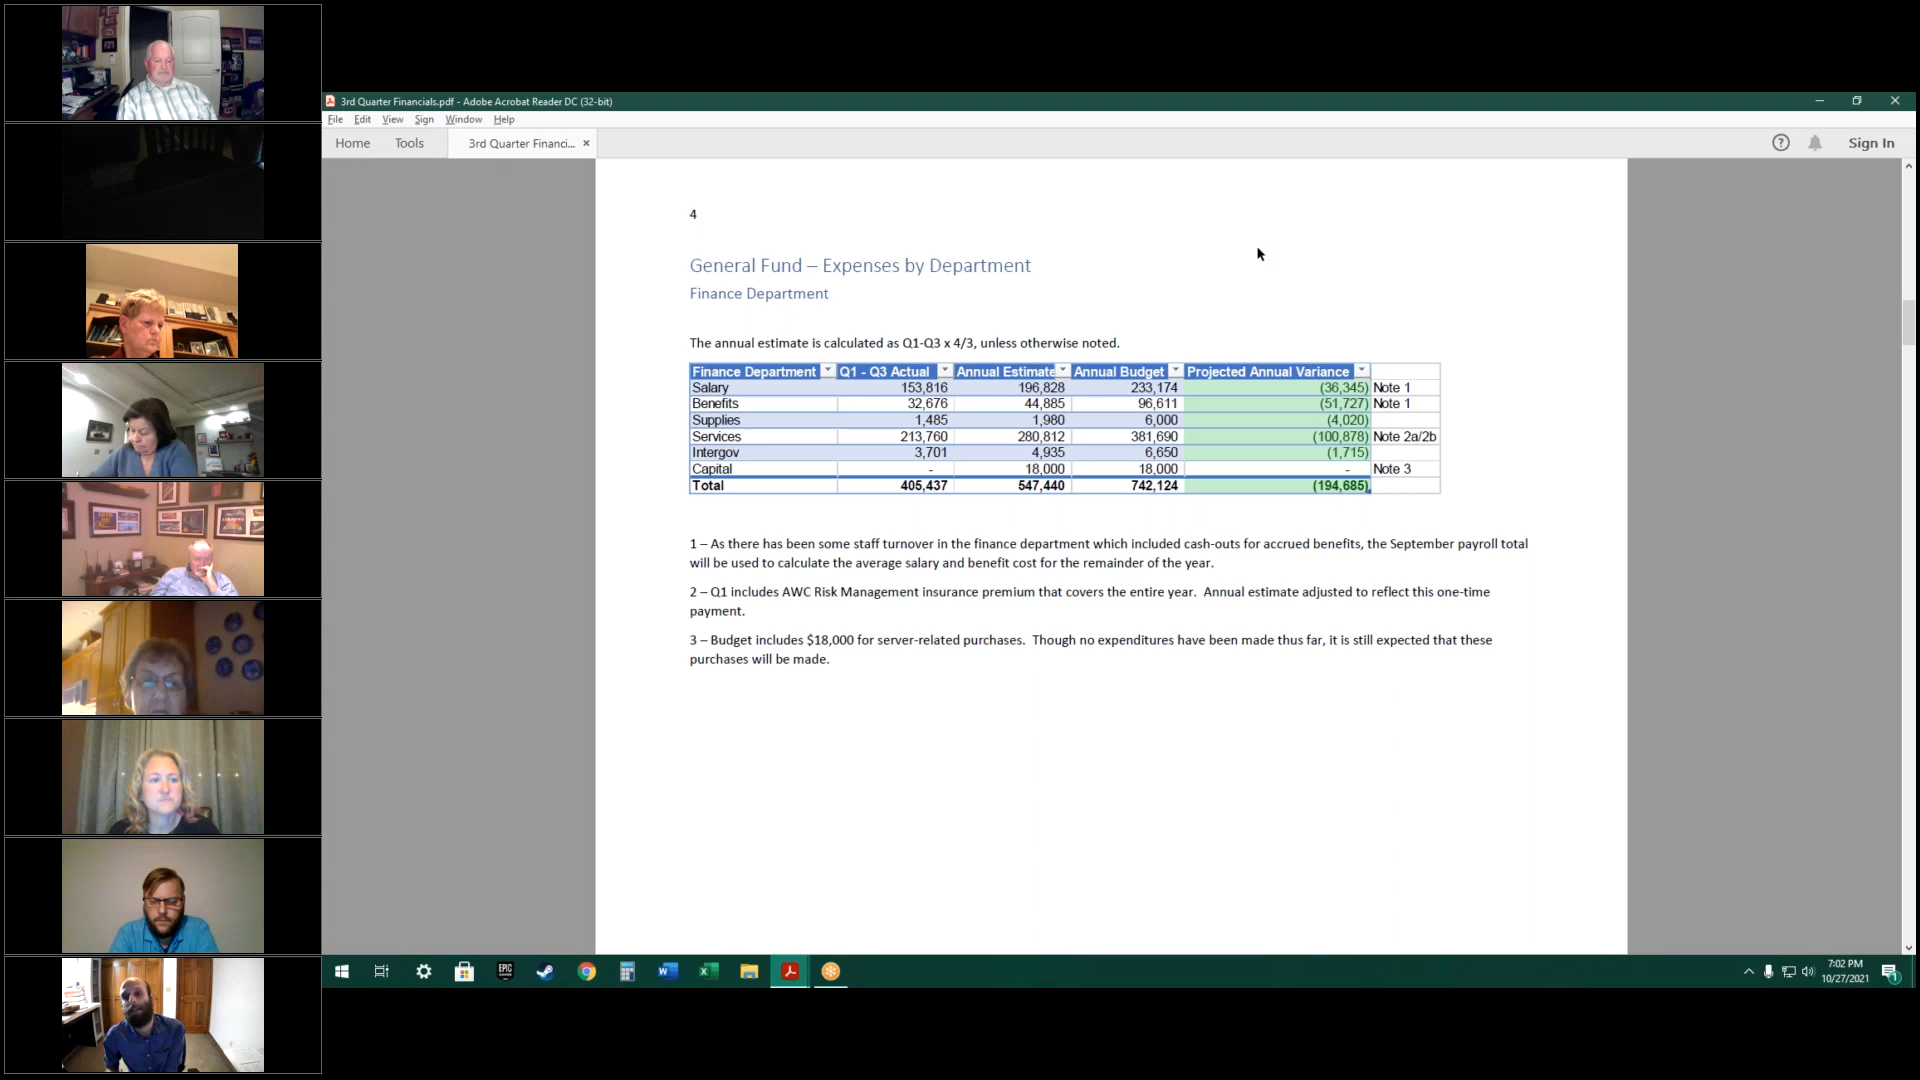 3rd Quarter Financials.pdf - Adobe Acrobat Reader DC (32-bit)
File Edit View Sign Window Help
Home Tools 3rd Quarter Financi... × Sign In
4
General Fund – Expenses by Department
Finance Department
The annual estimate is calculated as Q1-Q3 x 4/3, unless otherwise noted.
Finance Department Q1 - Q3 Actual Annual Estimate Annual Budget Projected Annual Variance
Salary 153,816 196,828 233,174 (36,345) Note 1
Benefits 32,676 44,885 96,611 (51,727) Note 1
Supplies 1,485 1,980 6,000 (4,020)
Services 213,760 280,812 381,690 (100,878) Note 2a/2b
Intergov 3,701 4,935 6,650 (1,715)
Capital - 18,000 18,000 - Note 3
Total 405,437 547,440 742,124 (194,685)
1 – As there has been some staff turnover in the finance department which included cash-outs for accrued benefits, the September payroll total
will be used to calculate the average salary and benefit cost for the remainder of the year.
2 – Q1 includes AWC Risk Management insurance premium that covers the entire year.  Annual estimate adjusted to reflect this one-time
payment.
3 – Budget includes $18,000 for server-related purchases.  Though no expenditures have been made thus far, it is still expected that these
purchases will be made.
EPIC
7:02 PM
10/27/2021
1